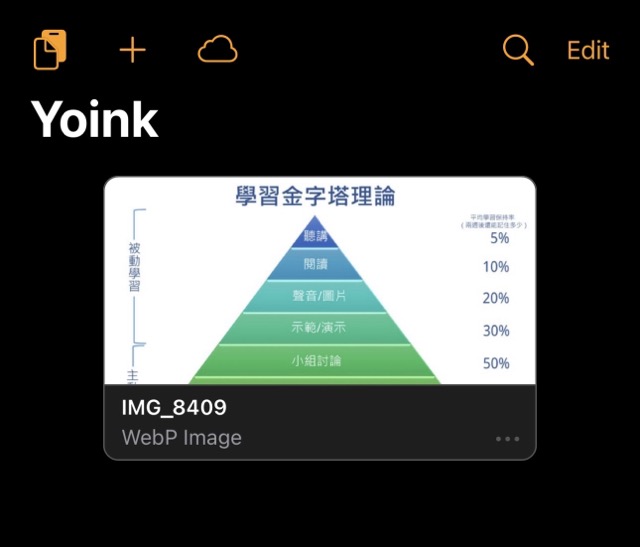 Edit
Yoink
學習金字塔理論
平均學習保持率
(兩週後還能記住多少)
被動學習
聽講
5%
閱讀
10%
聲音/圖片
20%
示範/演示
30%
小組討論
50%
主
IMG_8409
WebP Image